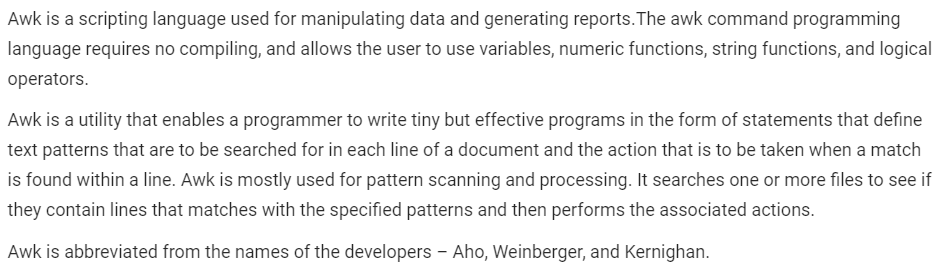 Awk is a scripting language used for manipulating data and generating reports.The awk command programming
language requires no compiling, and allows the user to use variables, numeric functions, string functions, and logical
operators.
Awk is a utility that enables a programmer to write tiny but effective programs in the form of statements that define
text patterns that are to be searched for in each line of a document and the action that is to be taken when a match
is found within a line. Awk is mostly used for pattern scanning and processing. It searches one or more files to see if
they contain lines that matches with the specified patterns and then performs the associated actions.
Awk is abbreviated from the names of the developers – Aho, Weinberger, and Kernighan.